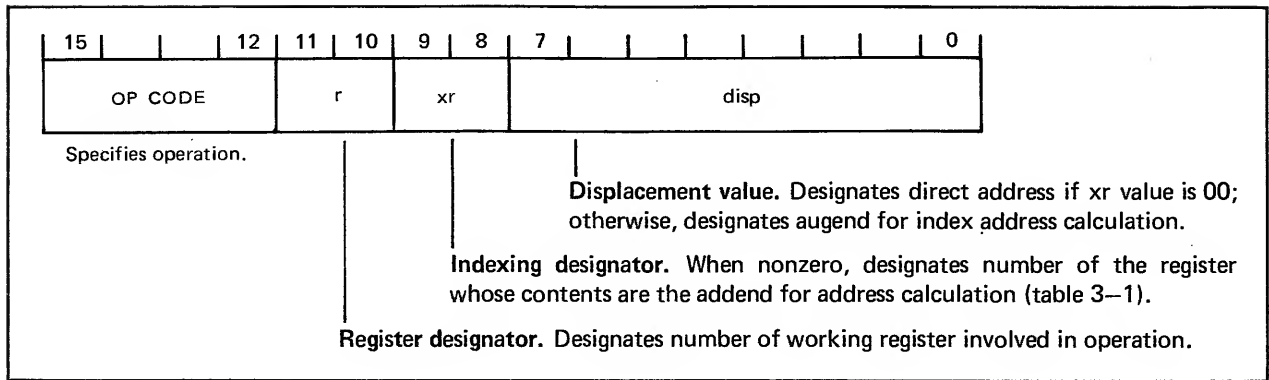 15 12 11 10 9 8 7 0
OP CODE r xr disp
Specifies operation.
Displacement value. Designates direct address if xr value is 00;
otherwise, designates augend for index address calculation.
Indexing designator. When nonzero, designates number of the register
whose contents are the addend for address calculation (table 3–1).
Register designator. Designates number of working register involved in operation.